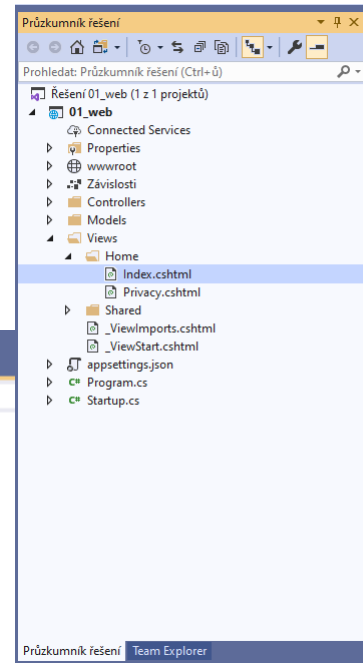 Průzkumník řešení
Prohledat: Průzkumník řešení (Ctrl+ů)
Řešení 01_web (1 z 1 projektů)
01_web
Connected Services
Properties
wwwroot
Závislosti
Controllers
Models
Views
Home
Index.cshtml
Privacy.cshtml
Shared
_ViewImports.cshtml
_ViewStart.cshtml
appsettings.json
C# Program.cs
C# Startup.cs
Průzkumník řešení Team Explorer